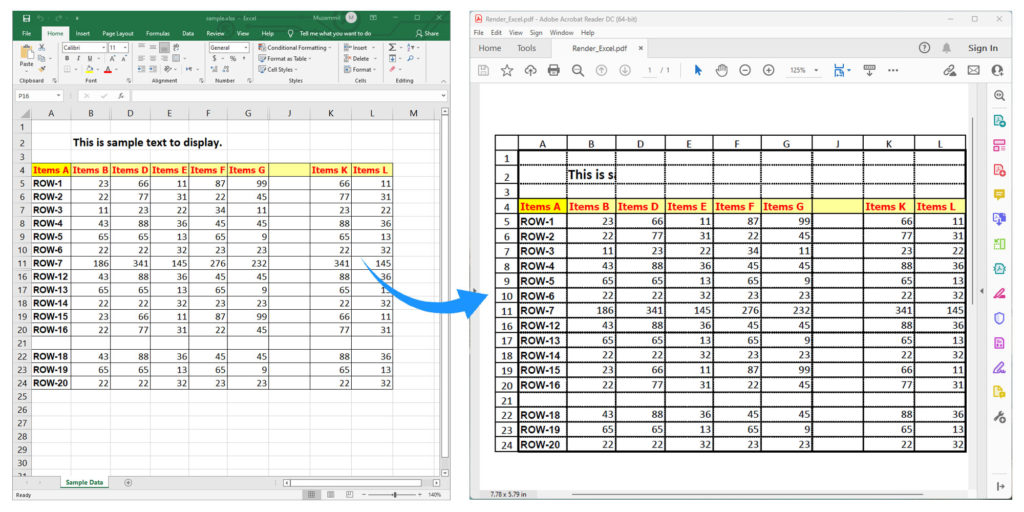 sample.xlsx - Excel
Muzammil M
File Home Insert Page Layout Formulas Data Review View Help Tell me what you want to do Share
Calibri 11 General Conditional Formatting Insert
Paste B I U $ % Format as Table Delete
Cell Styles Format
Clipboard Font Alignment Number Styles Cells Editing
P16 fx
A B D E F G J K L M
1
2 This is sample text to display.
3
4 Items A Items B Items D Items E Items F Items G Items K Items L
5 ROW-1 23 66 11 87 99 66 11
6 ROW-2 22 77 31 22 45 77 31
7 ROW-3 11 23 22 34 11 23 22
8 ROW-4 43 88 36 45 45 88 36
9 ROW-5 65 65 13 65 9 65 13
10 ROW-6 22 22 32 23 23 22 32
11 ROW-7 186 341 145 276 232 341 145
16 ROW-12 43 88 36 45 45 88 36
17 ROW-13 65 65 13 65 9 65 13
18 ROW-14 22 22 32 23 23 22 32
19 ROW-15 23 66 11 87 99 66 11
20 ROW-16 22 77 31 22 45 77 31
21
22 ROW-18 43 88 36 45 45 88 36
23 ROW-19 65 65 13 65 9 65 13
24 ROW-20 22 22 32 23 23 22 32
25
26
27
28
29
30
31
Sample Data
Ready 140%
Render_Excel.pdf - Adobe Acrobat Reader DC (64-bit)
File Edit View Sign Window Help
Home Tools Render_Excel.pdf × Sign In
1 / 1 125%
A B D E F G J K L
1
2 This is sa
3
4 Items A Items B Items D Items E Items F Items G Items K Items L
5 ROW-1 23 66 11 87 99 66 11
6 ROW-2 22 77 31 22 45 77 31
7 ROW-3 11 23 22 34 11 23 22
8 ROW-4 43 88 36 45 45 88 36
9 ROW-5 65 65 13 65 9 65 13
10 ROW-6 22 22 32 23 23 22 32
11 ROW-7 186 341 145 276 232 341 145
16 ROW-12 43 88 36 45 45 88 36
17 ROW-13 65 65 13 65 9 65 13
18 ROW-14 22 22 32 23 23 22 32
19 ROW-15 23 66 11 87 99 66 11
20 ROW-16 22 77 31 22 45 77 31
21
22 ROW-18 43 88 36 45 45 88 36
23 ROW-19 65 65 13 65 9 65 13
24 ROW-20 22 22 32 23 23 22 32
7.78 x 5.79 in